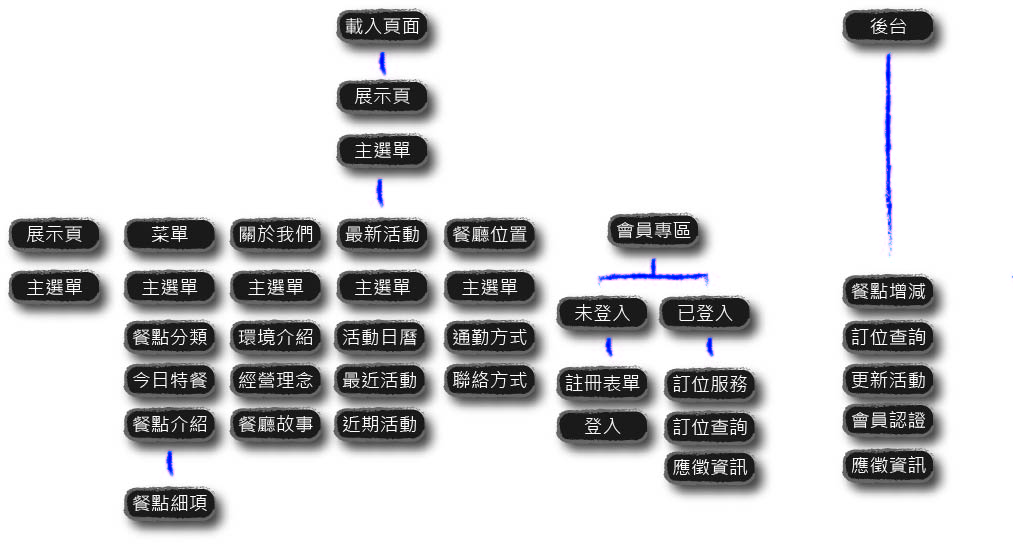 載入頁面
後台
展示頁
主選單
展示頁
菜單
關於我們
最新活動
餐廳位置
會員專區
主選單
主選單
主選單
主選單
主選單
未登入
已登入
餐點增減
餐點分類
環境介紹
活動日曆
通勤方式
訂位查詢
今日特餐
經營理念
最近活動
聯絡方式
註冊表單
訂位服務
更新活動
餐點介紹
餐廳故事
近期活動
登入
訂位查詢
會員認證
應徵資訊
應徵資訊
餐點細項